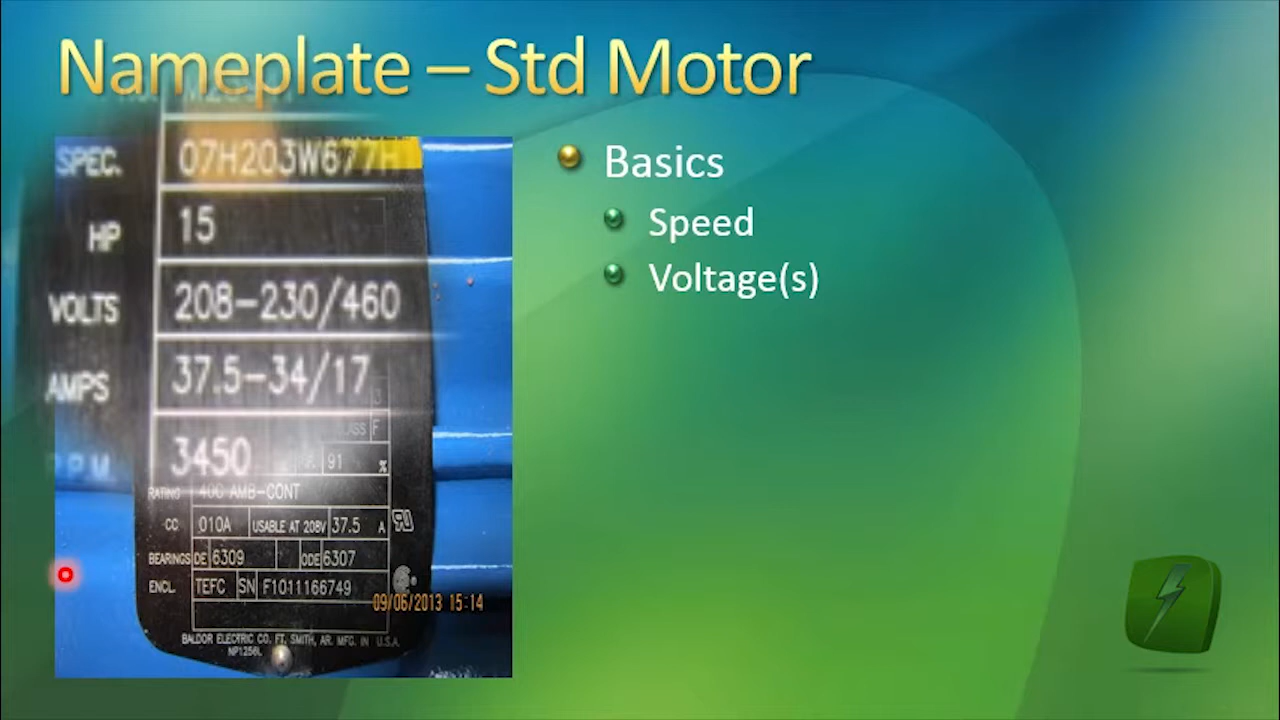 Nameplate – Std Motor
SPEC. 07H203W677H
HP 15
VOLTS 208-230/460
AMPS 37.5-34/17
R.P.M. 3450
F
91 %
RATING 40C AMB-CONT
CC 010A USABLE AT 208V 37.5 A
BEARINGS DE 6309 ODE 6307
ENCL. TEFC SN F1011166749
09/06/2013 15:14
BALDOR ELECTRIC CO. FT. SMITH, AR. MFG. IN U.S.A.
NP1256L
Basics
Speed
Voltage(s)